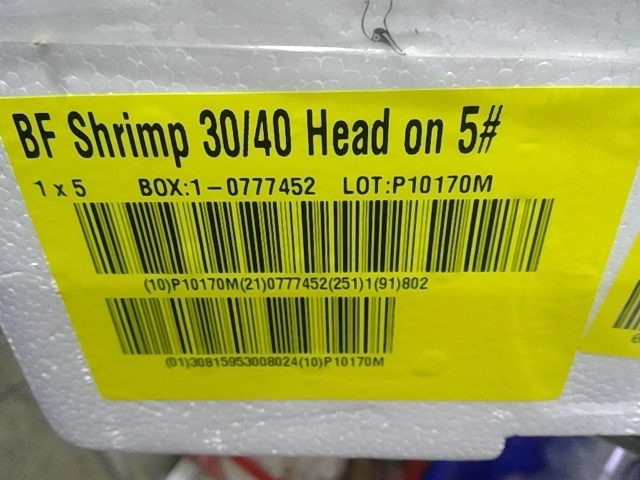 BF Shrimp 30/40 Head on 5#
1 x 5 BOX:1-0777452 LOT:P10170M
(10)P10170M(21)0777452(251)1(91)802
(01)30815953008024(10)P10170M